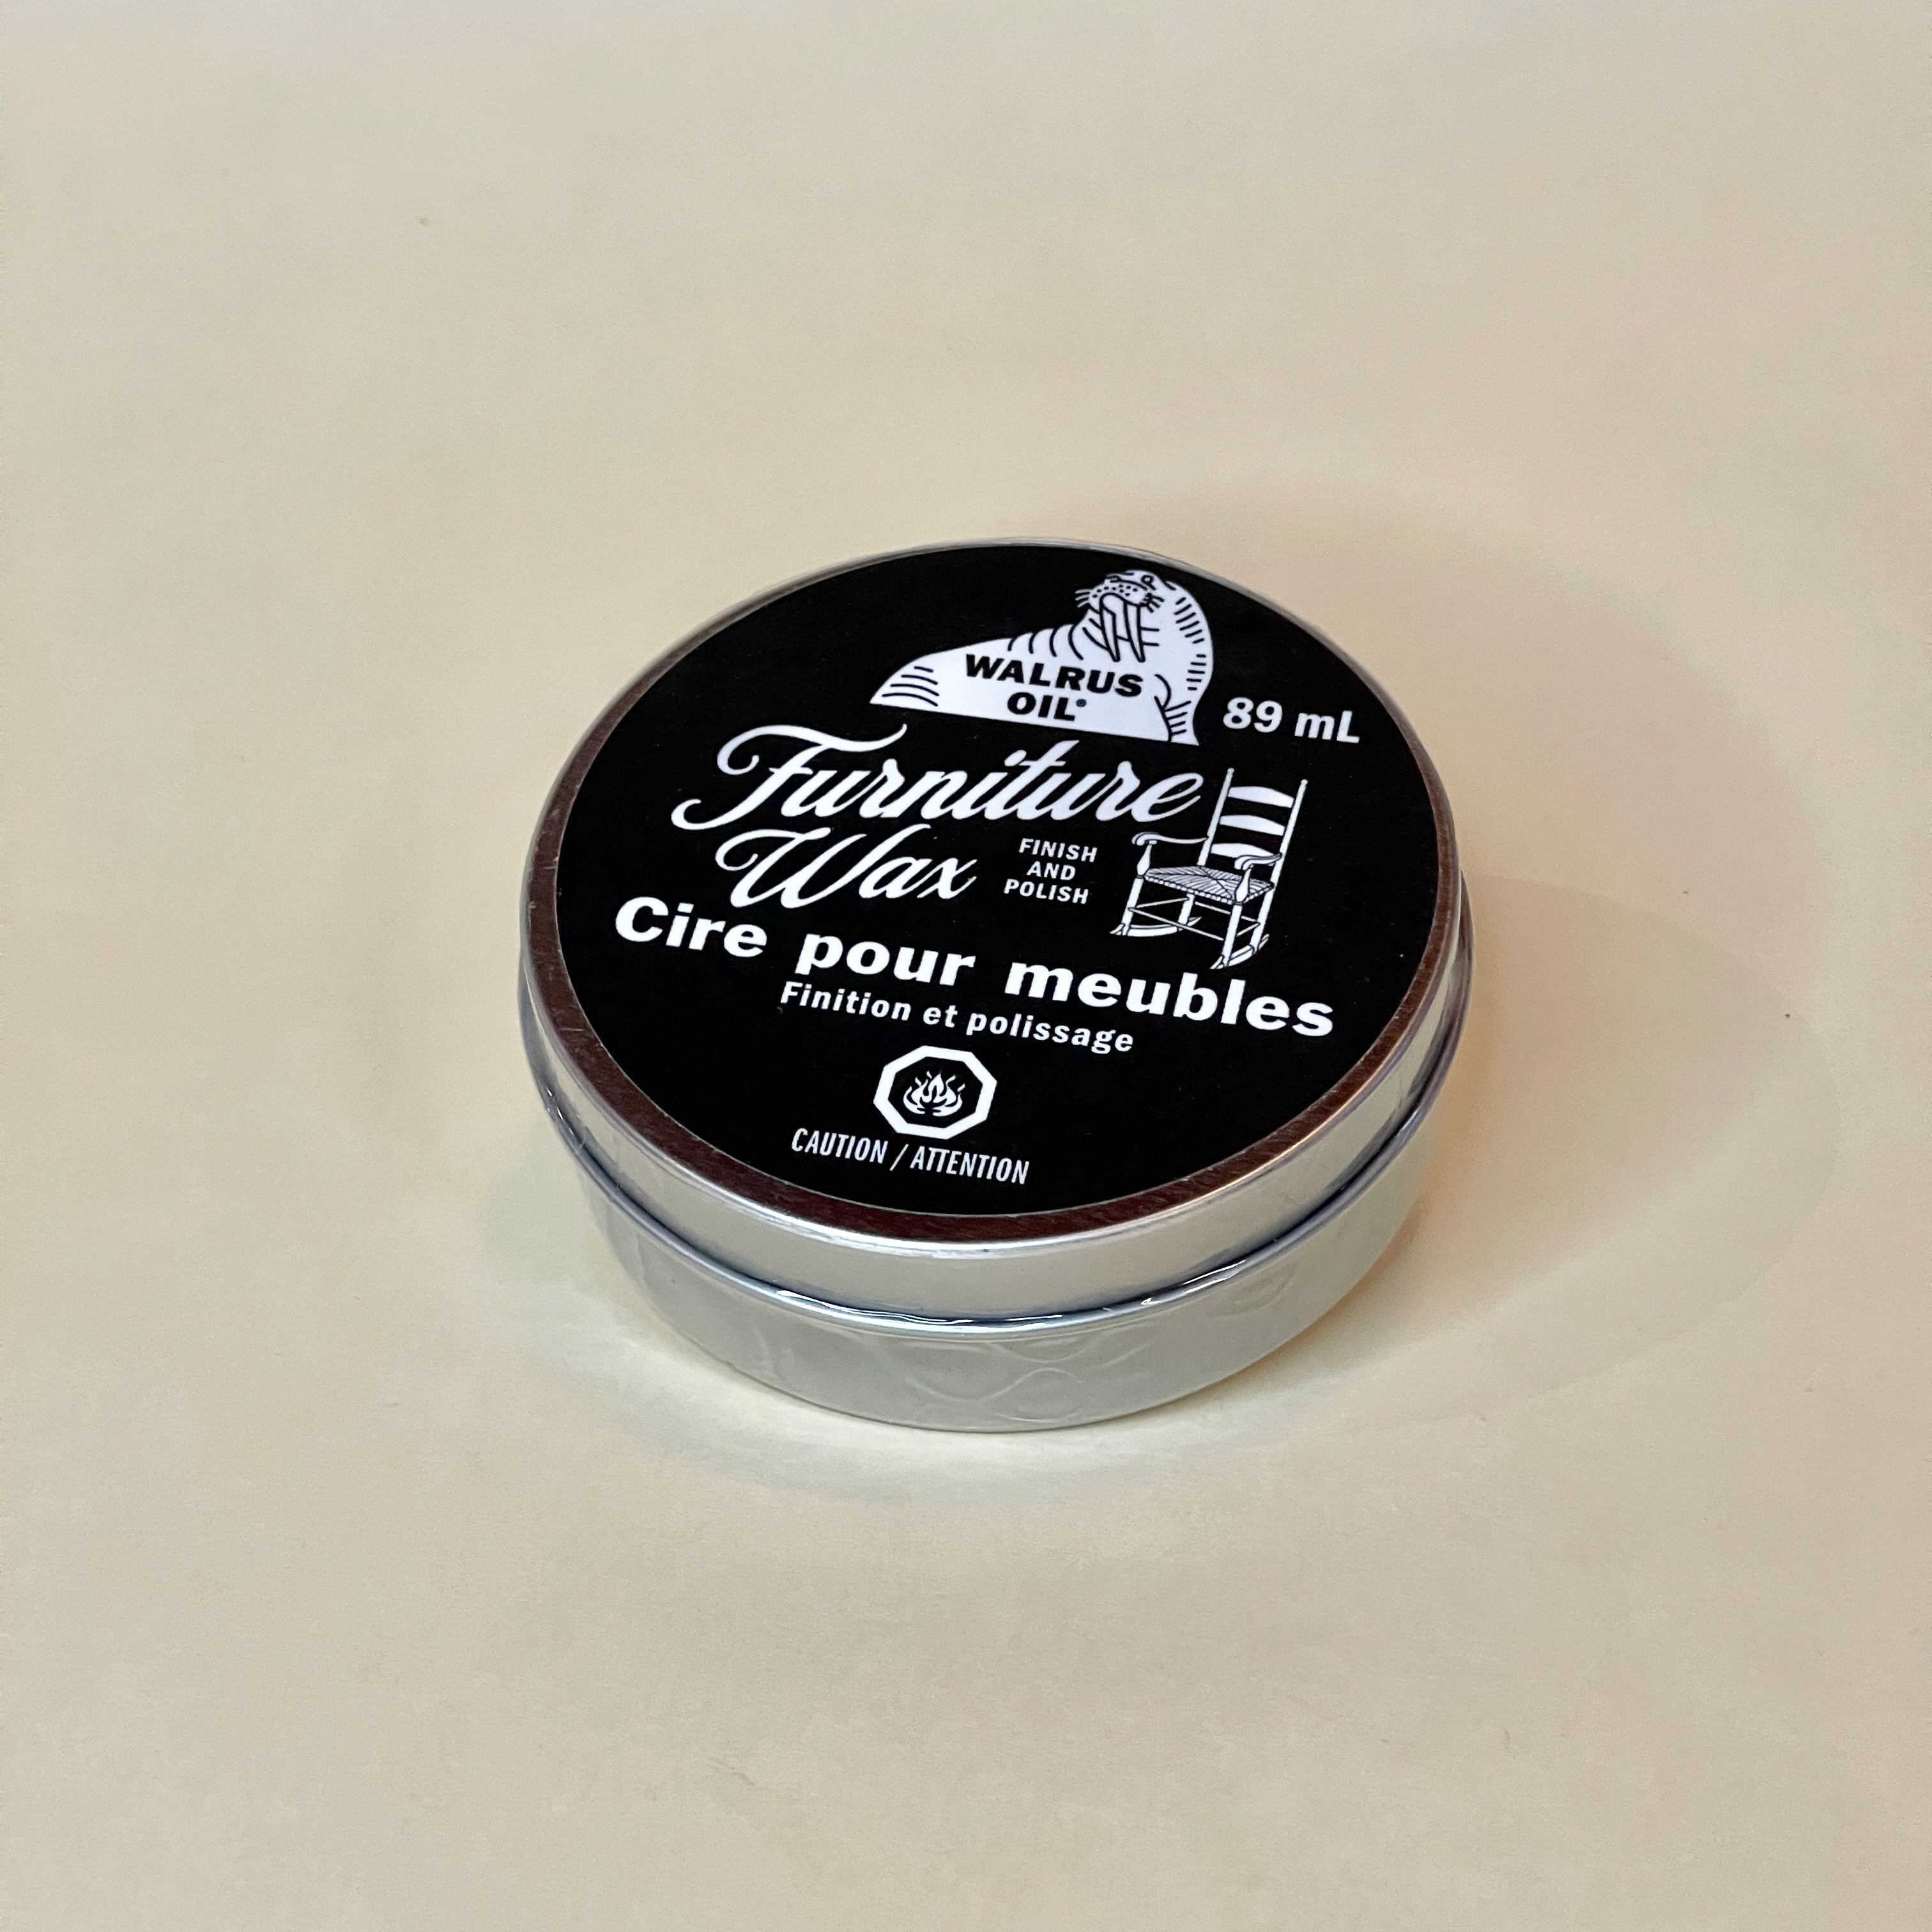 WALRUS
OIL®
89 mL
Furniture
Wax
FINISH
AND
POLISH
Cire pour meubles
Finition et polissage
CAUTION / ATTENTION